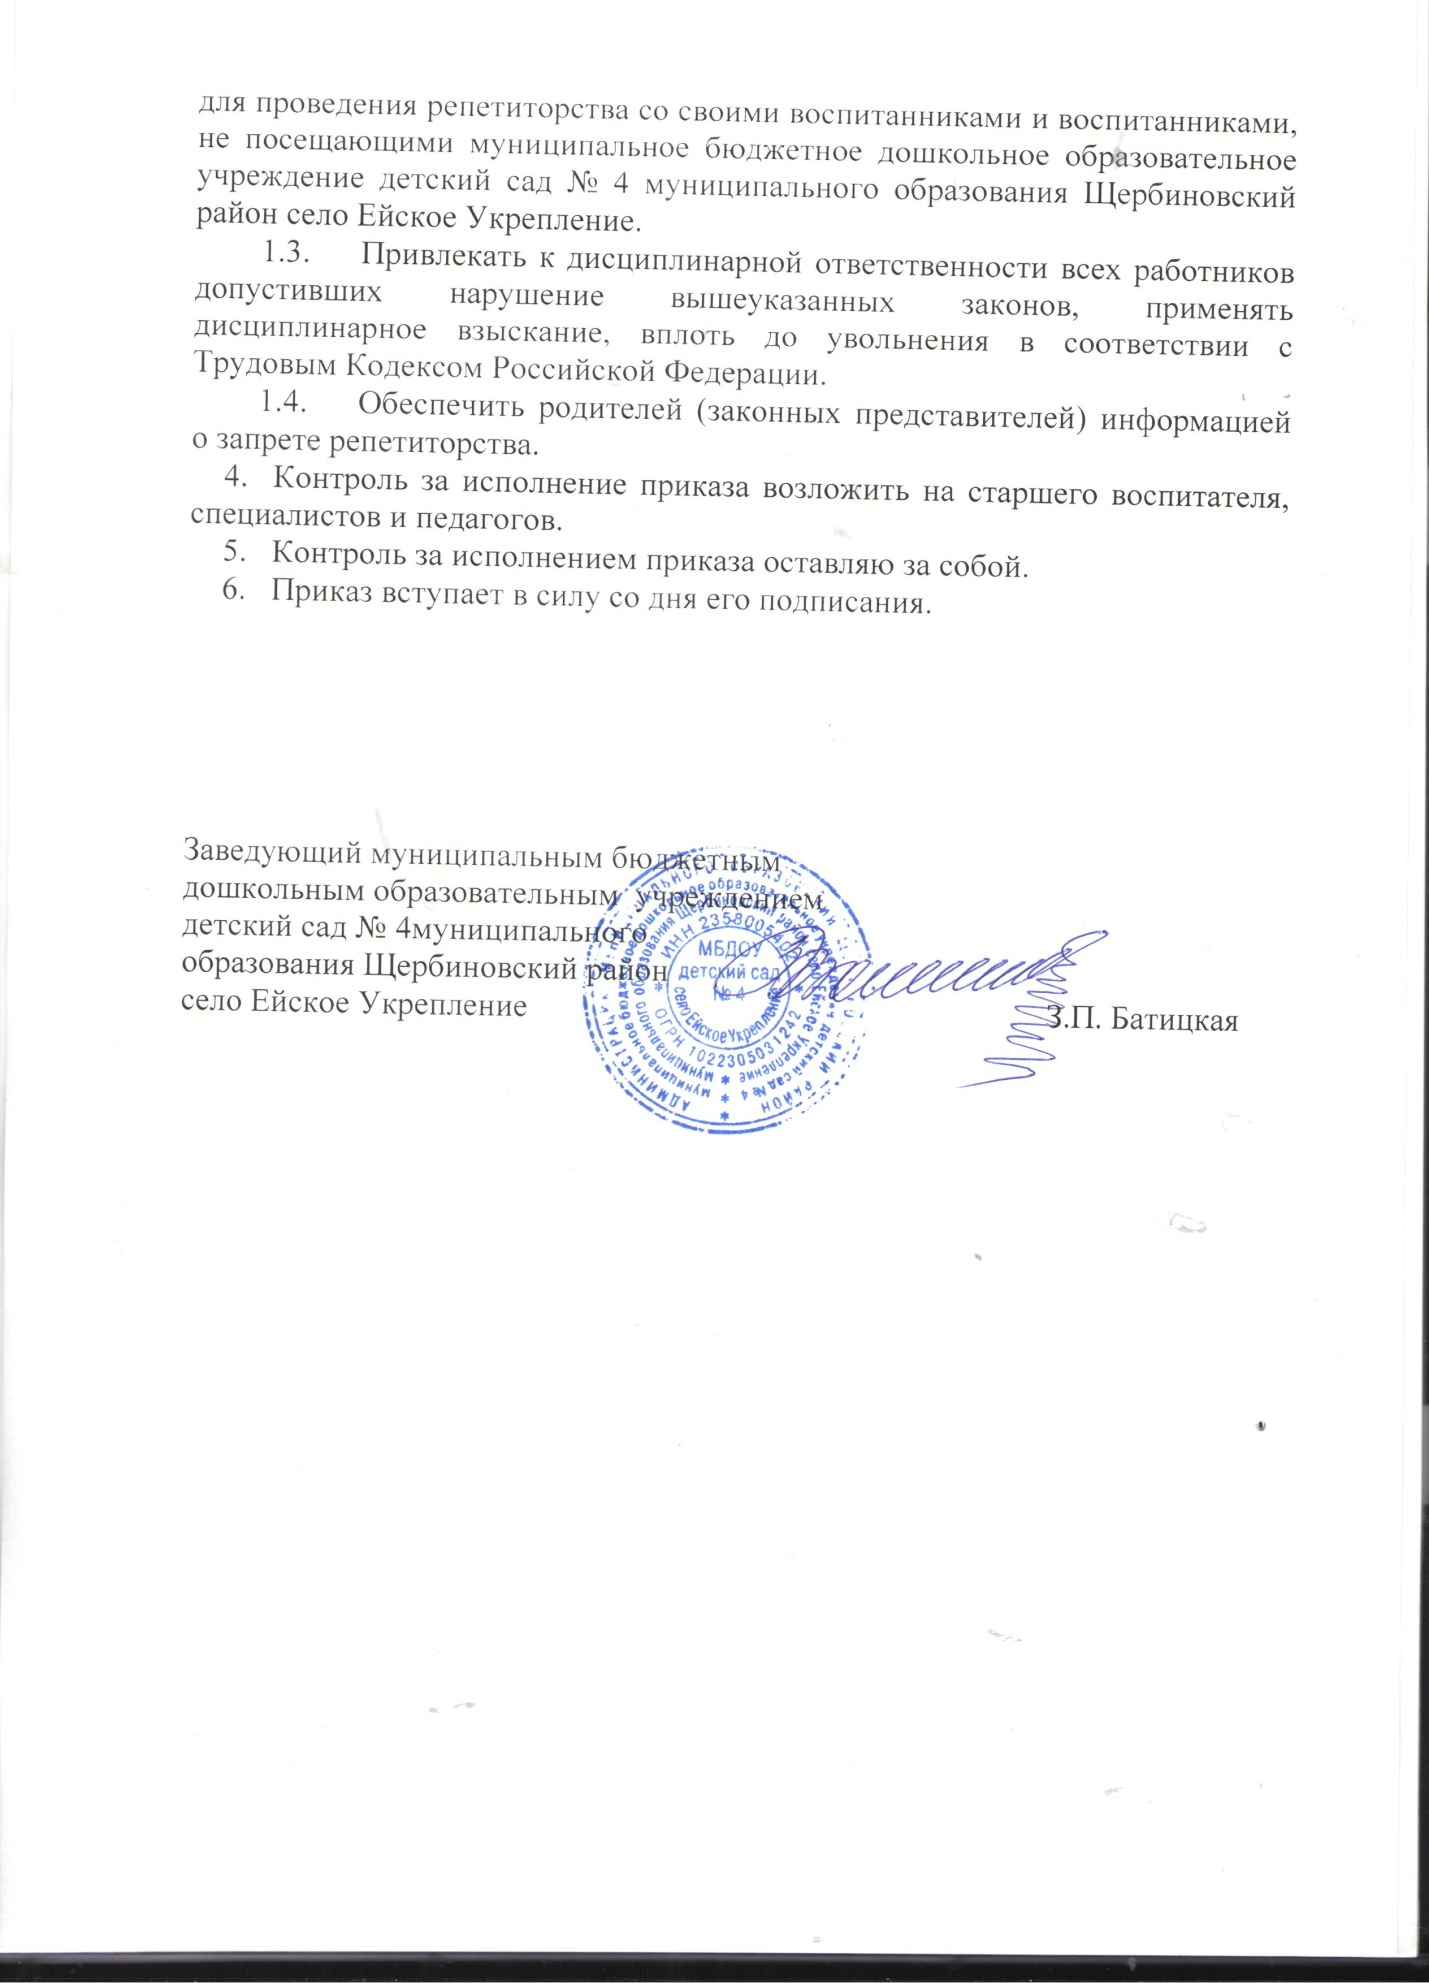 для проведения репетиторства со своими воспитанниками и воспитанниками,
не посещающими муниципальное бюджетное дошкольное образовательное
учреждение детский сад № 4 муниципального образования Щербиновский
район село Ейское Укрепление.
1.3. Привлекать к дисциплинарной ответственности всех работников
допустивших нарушение вышеуказанных законов, применять
дисциплинарное взыскание, вплоть до увольнения в соответствии с
Трудовым Кодексом Российской Федерации.
1.4. Обеспечить родителей (законных представителей) информацией
о запрете репетиторства.
4. Контроль за исполнение приказа возложить на старшего воспитателя,
специалистов и педагогов.
5. Контроль за исполнением приказа оставляю за собой.
6. Приказ вступает в силу со дня его подписания.
Заведующий муниципальным бюджетным
дошкольным образовательным учреждением
детский сад № 4муниципального
образования Щербиновский район
село Ейское Укрепление
З.П. Батицкая
МБДОУ
детский сад
№ 4
село Ейское Укрепление
ОГРН 1022305031242